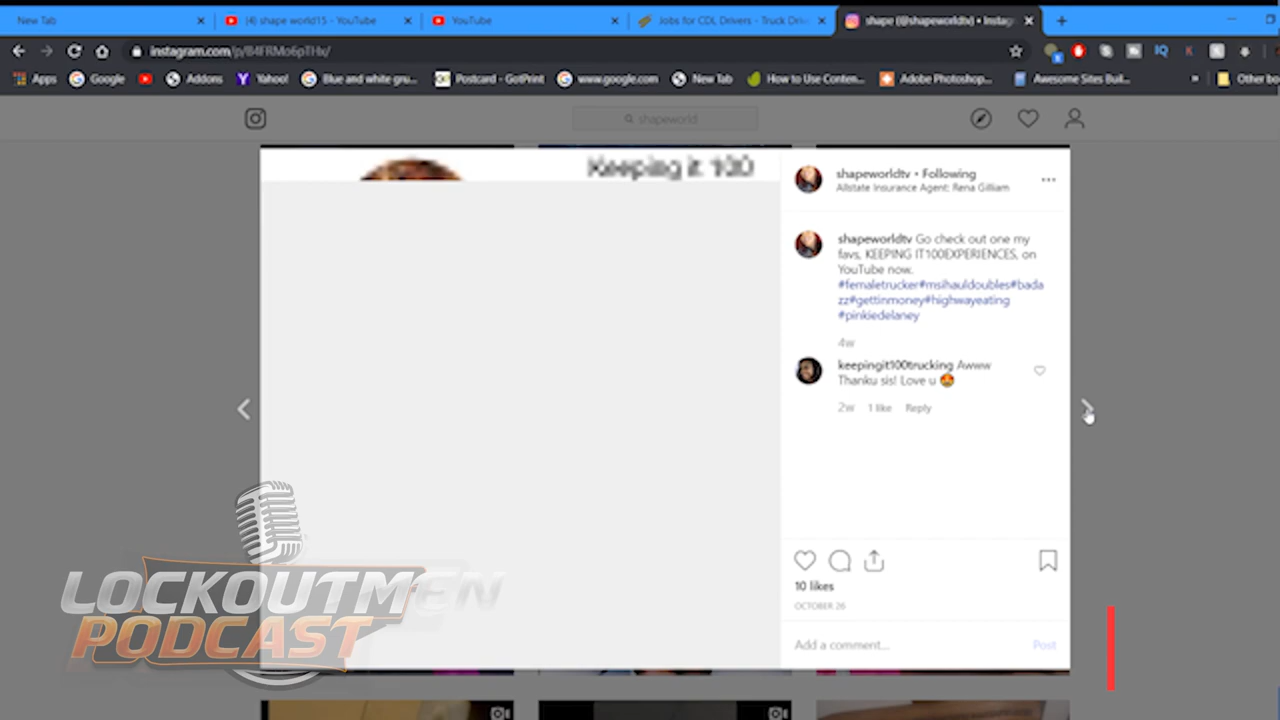 New Tab
(4) shape world15 - YouTube
YouTube
Jobs for CDL Drivers - Truck Driv
shape (@shapeworldtv) • Instag
instagram.com/p/B4FRMo6pTHx/
IQ
K
Apps
Google
Addons
Yahoo!
Blue and white gru...
Postcard - GotPrint
www.google.com
New Tab
How to Use Conten...
Adobe Photoshop...
Awesome Sites Buil...
»
Other bo
shapeworld
Keeping it 100
shapeworldtv • Following
Allstate Insurance Agent: Rena Gilliam
shapeworldtv Go check out one my
favs, KEEPING IT100EXPERIENCES, on
YouTube now.
#femaletrucker#msihauldoubles#bada
zz#gettinmoney#highwayeating
#pinkiedelaney
4w
keepingit100trucking Awww
Thanku sis! Love u 🤩
2w 1 like Reply
10 likes
OCTOBER 26
Add a comment... Post
LOCKOUTMEN
PODCAST